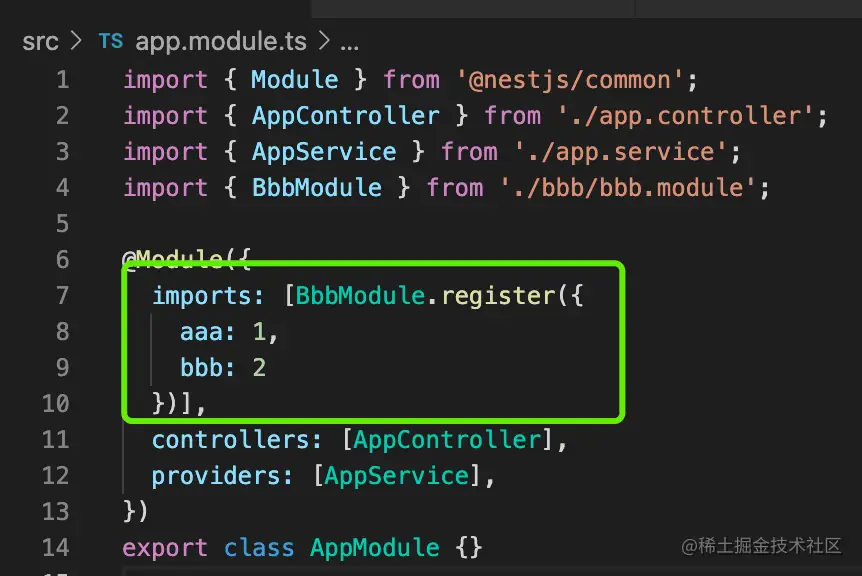 src > TS app.module.ts > ...
1 import { Module } from '@nestjs/common';
2 import { AppController } from './app.controller';
3 import { AppService } from './app.service';
4 import { BbbModule } from './bbb/bbb.module';
5
6 @Module({
7 imports: [BbbModule.register({
8 aaa: 1,
9 bbb: 2
10 })],
11 controllers: [AppController],
12 providers: [AppService],
13 })
14 export class AppModule {}
@稀土掘金技术社区
15